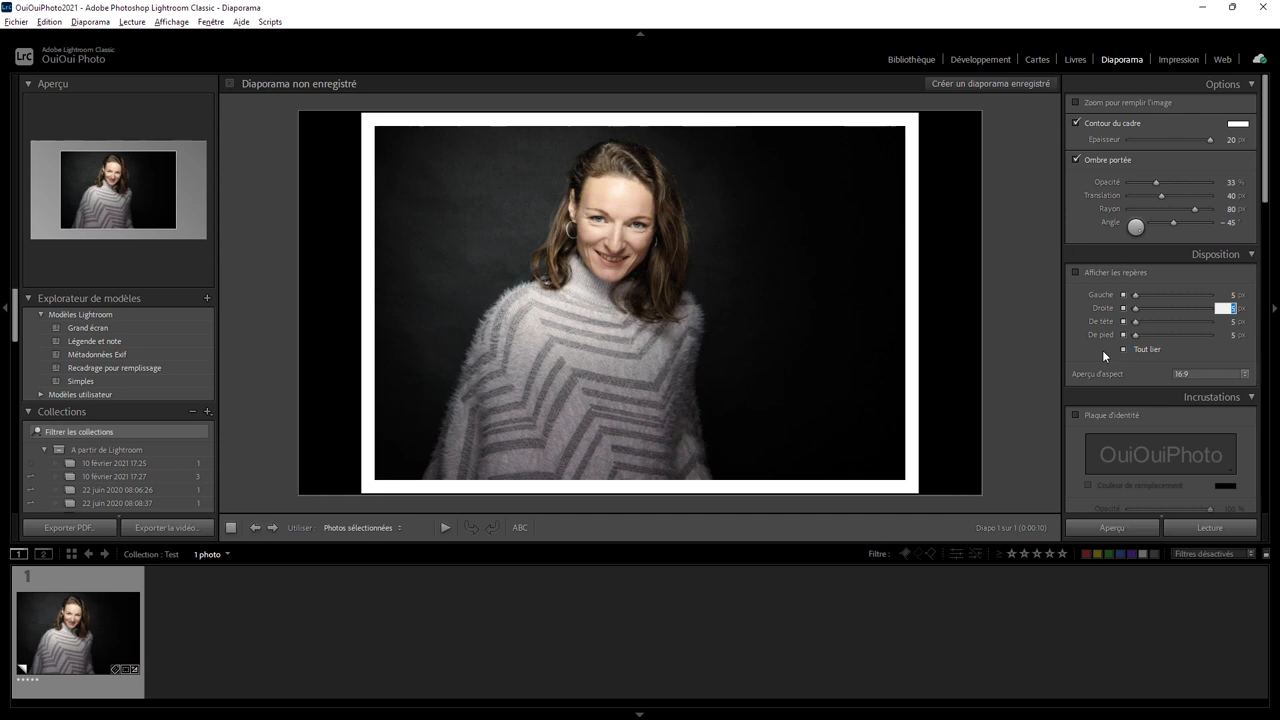 OuiOuiPhoto2021 - Adobe Photoshop Lightroom Classic - Diaporama
Fichier Edition Diaporama Lecture Affichage Fenêtre Aide Scripts
Lrc
Adobe Lightroom Classic
OuiOui Photo
Bibliothèque Développement Cartes Livres Diaporama Impression Web
Aperçu
Explorateur de modèles
Modèles Lightroom
Grand écran
Légende et note
Métadonnées Exif
Recadrage pour remplissage
Simples
Modèles utilisateur
Collections
Filtrer les collections
A partir de Lightroom
10 février 2021 17:25 1
10 février 2021 17:27 3
22 juin 2020 08:06:26 1
22 juin 2020 08:08:37 1
Exporter PDF... Exporter la vidéo...
Diaporama non enregistré Créer un diaporama enregistré
Utiliser : Photos sélectionnées ABC Diapo 1 sur 1 (0:00:10)
Options
Zoom pour remplir l'image
Contour du cadre
Epaisseur 20 px
Ombre portée
Opacité 33 %
Translation 40 px
Rayon 80 px
Angle - 45 °
Disposition
Afficher les repères
Gauche 5 px
Droite 5 px
De tête 5 px
De pied 5 px
Tout lier
Aperçu d'aspect 16:9
Incrustations
Plaque d'identité
OuiOuiPhoto
Couleur de remplacement
Opacité 100 %
Aperçu Lecture
1 2 Collection : Test 1 photo Filtre : Filtres désactivés
1